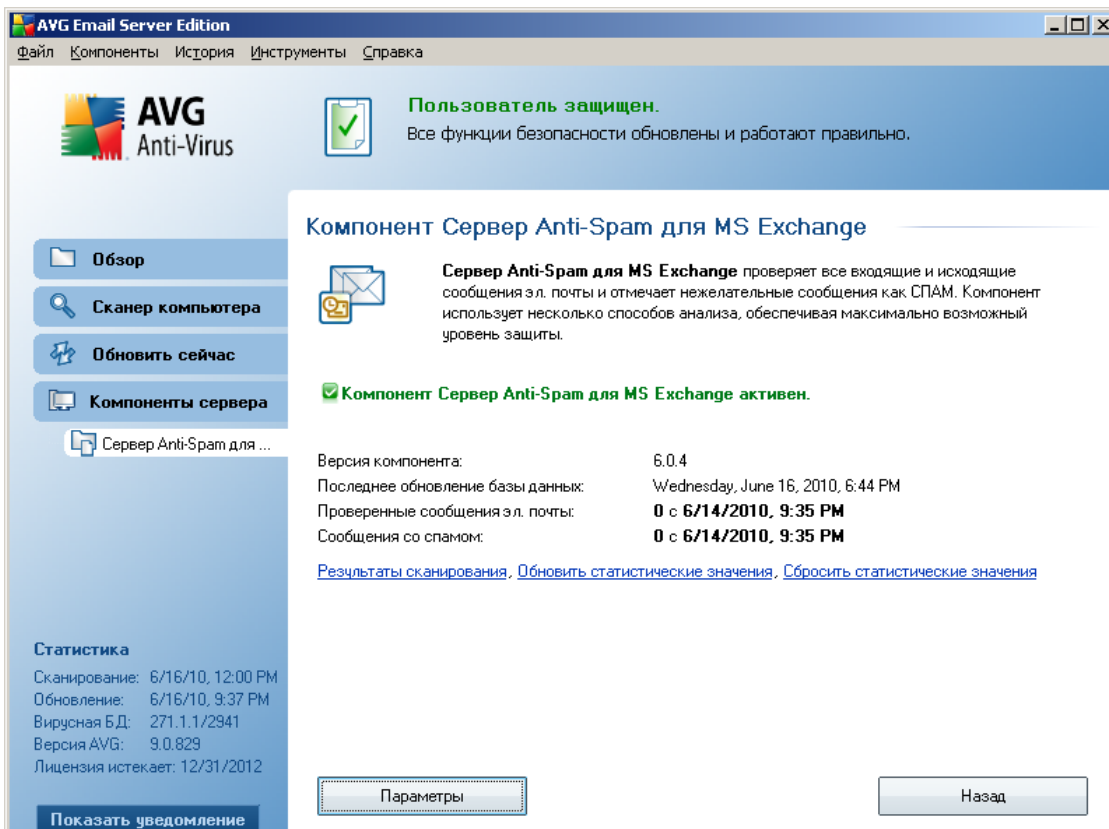 AVG Email Server Edition
Файл Компоненты История Инструменты Справка
AVG
Anti-Virus
Пользователь защищен.
Все функции безопасности обновлены и работают правильно.
Обзор
Сканер компьютера
Обновить сейчас
Компоненты сервера
Сервер Anti-Spam для ...
Компонент Сервер Anti-Spam для MS Exchange
Сервер Anti-Spam для MS Exchange проверяет все входящие и исходящие
сообщения эл. почты и отмечает нежелательные сообщения как СПАМ. Компонент
использует несколько способов анализа, обеспечивая максимально возможный
уровень защиты.
Компонент Сервер Anti-Spam для MS Exchange активен.
Версия компонента: 6.0.4
Последнее обновление базы данных: Wednesday, June 16, 2010, 6:44 PM
Проверенные сообщения эл. почты: 0 с 6/14/2010, 9:35 PM
Сообщения со спамом: 0 с 6/14/2010, 9:35 PM
Результаты сканирования, Обновить статистические значения, Сбросить статистические значения
Статистика
Сканирование: 6/16/10, 12:00 PM
Обновление: 6/16/10, 9:37 PM
Вирусная БД: 271.1.1/2941
Версия AVG: 9.0.829
Лицензия истекает: 12/31/2012
Показать уведомление
Параметры
Назад